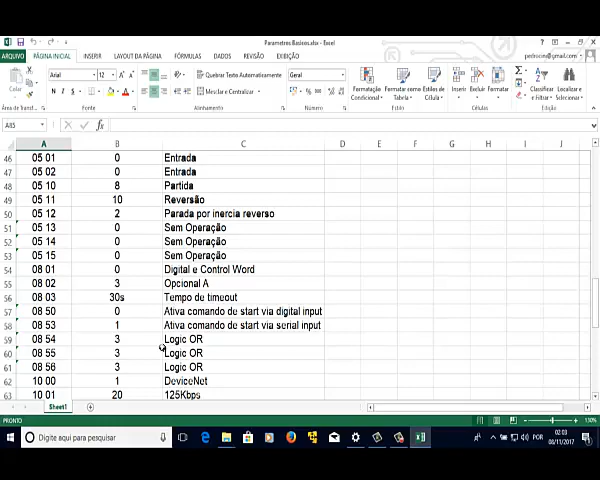 Parametros Basicos.xlsx - Excel
ARQUIVO PÁGINA INICIAL INSERIR LAYOUT DA PÁGINA FÓRMULAS DADOS REVISÃO EXIBIÇÃO
Colar Arial 12 Quebrar Texto Automaticamente Geral
N I S Mesclar e Centralizar
Formatação Condicional Formatar como Tabela Estilos de Célula Inserir Excluir Formatar Classificar e Filtrar Localizar e Selecionar
Área de Transf... Fonte Alinhamento Número Estilo Células Edição
A85 fx
A B C D E F G H I J
46 05 01 0 Entrada
47 05 02 0 Entrada
48 05 10 8 Partida
49 05 11 10 Reversão
50 05 12 2 Parada por inercia reverso
51 05 13 0 Sem Operação
52 05 14 0 Sem Operação
53 05 15 0 Sem Operação
54 08 01 0 Digital e Control Word
55 08 02 3 Opcional A
56 08 03 30s Tempo de timeout
57 08 50 0 Ativa comando de start via digital input
58 08 53 1 Ativa comando de start via serial input
59 08 54 3 Logic OR
60 08 55 3 Logic OR
61 08 56 3 Logic OR
62 10 00 1 DeviceNet
63 10 01 20 125Kbps
Sheet1
PRONTO 130%
Digite aqui para pesquisar
POR 02:03
08/11/2017